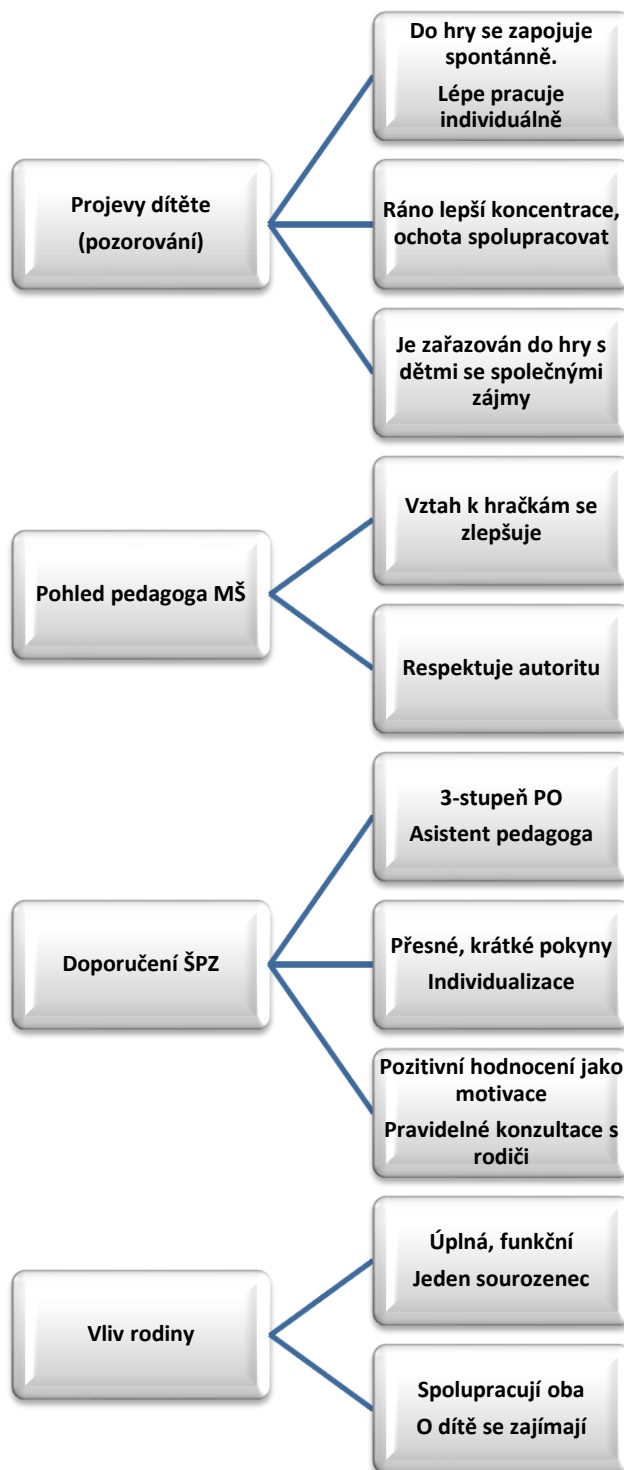 Projevy dítěte
(pozorování)
Do hry se zapojuje
spontánně.
Lépe pracuje
individuálně
Ráno lepší koncentrace,
ochota spolupracovat
Je zařazován do hry s
dětmi se společnými
zájmy
Pohled pedagoga MŠ
Vztah k hračkám se
zlepšuje
Respektuje autoritu
Doporučení ŠPZ
3-stupeň PO
Asistent pedagoga
Přesné, krátké pokyny
Individualizace
Pozitivní hodnocení jako
motivace
Pravidelné konzultace s
rodiči
Vliv rodiny
Úplná, funkční
Jeden sourozenec
Spolupracují oba
O dítě se zajímají